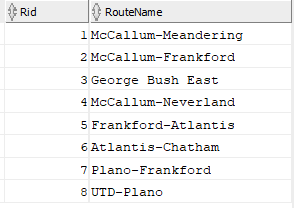 Rid RouteName
1 McCallum-Meandering
2 McCallum-Frankford
3 George Bush East
4 McCallum-Neverland
5 Frankford-Atlantis
6 Atlantis-Chatham
7 Plano-Frankford
8 UTD-Plano